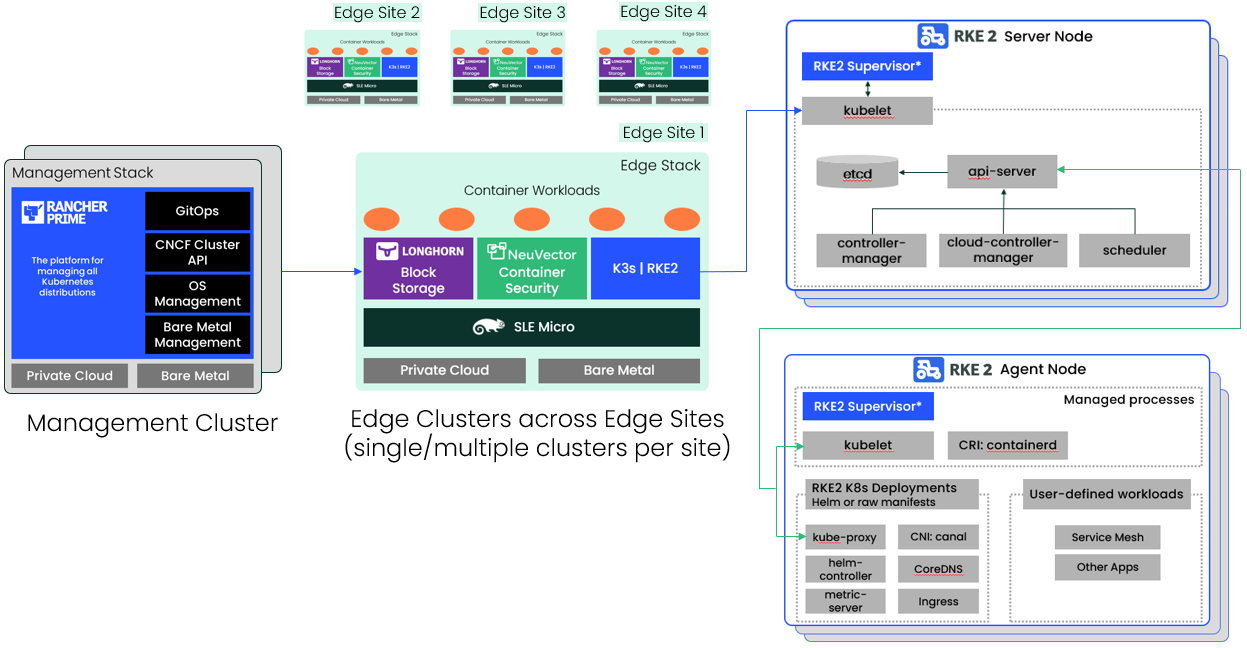 Edge Site 2
Edge Stack
Container Workloads
LONGHORN
Block
Storage
NeuVector
Container
Security
K3s | RKE2
SLE Micro
Private Cloud
Bare Metal
Edge Site 3
Edge Stack
Container Workloads
LONGHORN
Block
Storage
NeuVector
Container
Security
K3s | RKE2
SLE Micro
Private Cloud
Bare Metal
Edge Site 4
Edge Stack
Container Workloads
LONGHORN
Block
Storage
NeuVector
Container
Security
K3s | RKE2
SLE Micro
Private Cloud
Bare Metal
Management Stack
RANCHER
PRIME
The platform for
managing all
Kubernetes
distributions
GitOps
CNCF Cluster
API
OS
Management
Bare Metal
Management
Private Cloud
Bare Metal
Management Cluster
Edge Site 1
Edge Stack
Container Workloads
LONGHORN
Block
Storage
NeuVector
Container
Security
K3s | RKE2
SLE Micro
Private Cloud
Bare Metal
Edge Clusters across Edge Sites
(single/multiple clusters per site)
RKE 2 Server Node
RKE2 Supervisor*
kubelet
etcd
api-server
controller-
manager
cloud-controller-
manager
scheduler
RKE 2 Agent Node
Managed processes
RKE2 Supervisor*
kubelet
CRI: containerd
RKE2 K8s Deployments
Helm or raw manifests
kube-proxy
CNI: canal
helm-
controller
CoreDNS
metric-
server
Ingress
User-defined workloads
Service Mesh
Other Apps